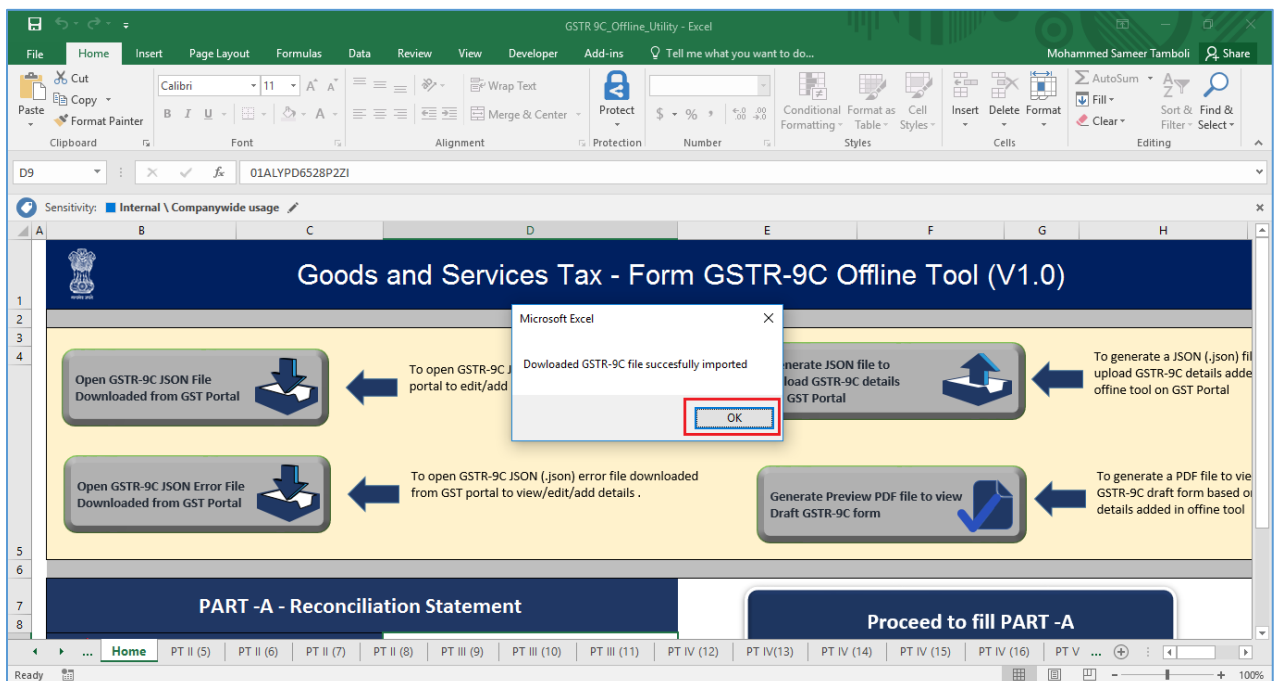 GSTR 9C_Offline_Utility - Excel
File Home Insert Page Layout Formulas Data Review View Developer Add-ins Tell me what you want to do... Mohammed Sameer Tamboli Share
Paste
Cut
Copy
Format Painter
Clipboard
Calibri 11
B I U
Font
Wrap Text
Merge & Center
Alignment
Protect
Protection
$ % ,
Number
Conditional Formatting
Format as Table
Cell Styles
Styles
Insert Delete Format
Cells
AutoSum
Fill
Clear
Sort & Filter
Find & Select
Editing
D9 fx 01ALYPD6528P2ZI
Sensitivity: Internal \ Companywide usage
A B C D E F G H
1
2
3
4
5
6
7
8
Goods and Services Tax - Form GSTR-9C Offline Tool (V1.0)
Open GSTR-9C JSON File
Downloaded from GST Portal
To open GSTR-9C J
portal to edit/add
Microsoft Excel
Dowloaded GSTR-9C file succesfully imported
OK
nerate JSON file to
load GSTR-9C details
GST Portal
To generate a JSON (.json) fil
upload GSTR-9C details adde
offine tool on GST Portal
Open GSTR-9C JSON Error File
Downloaded from GST Portal
To open GSTR-9C JSON (.json) error file downloaded
from GST portal to view/edit/add details .
Generate Preview PDF file to view
Draft GSTR-9C form
To generate a PDF file to vie
GSTR-9C draft form based o
details added in offine tool
PART -A - Reconciliation Statement
Proceed to fill PART -A
... Home PT II (5) PT II (6) PT II (7) PT II (8) PT III (9) PT III (10) PT III (11) PT IV (12) PT IV(13) PT IV (14) PT IV (15) PT IV (16) PT V ...
Ready 100%